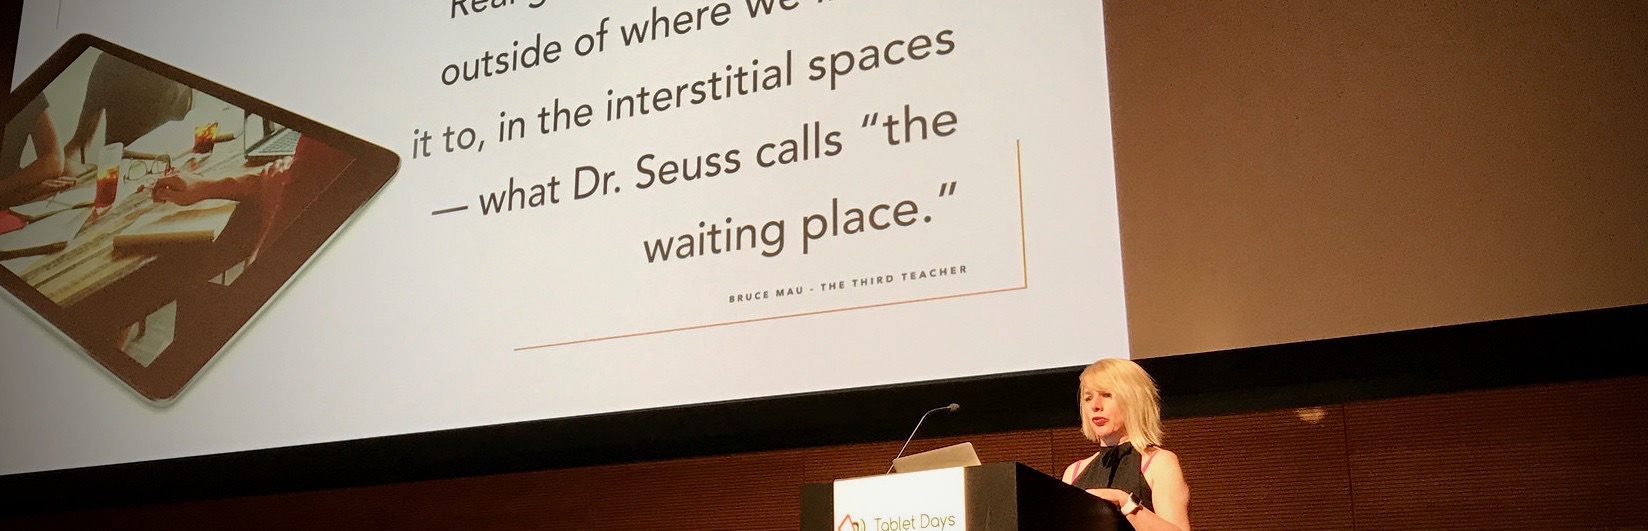 outside of where we
it to, in the interstitial spaces
— what Dr. Seuss calls “the
waiting place.”
BRUCE MAU - THE THIRD TEACHER
Tablet Days